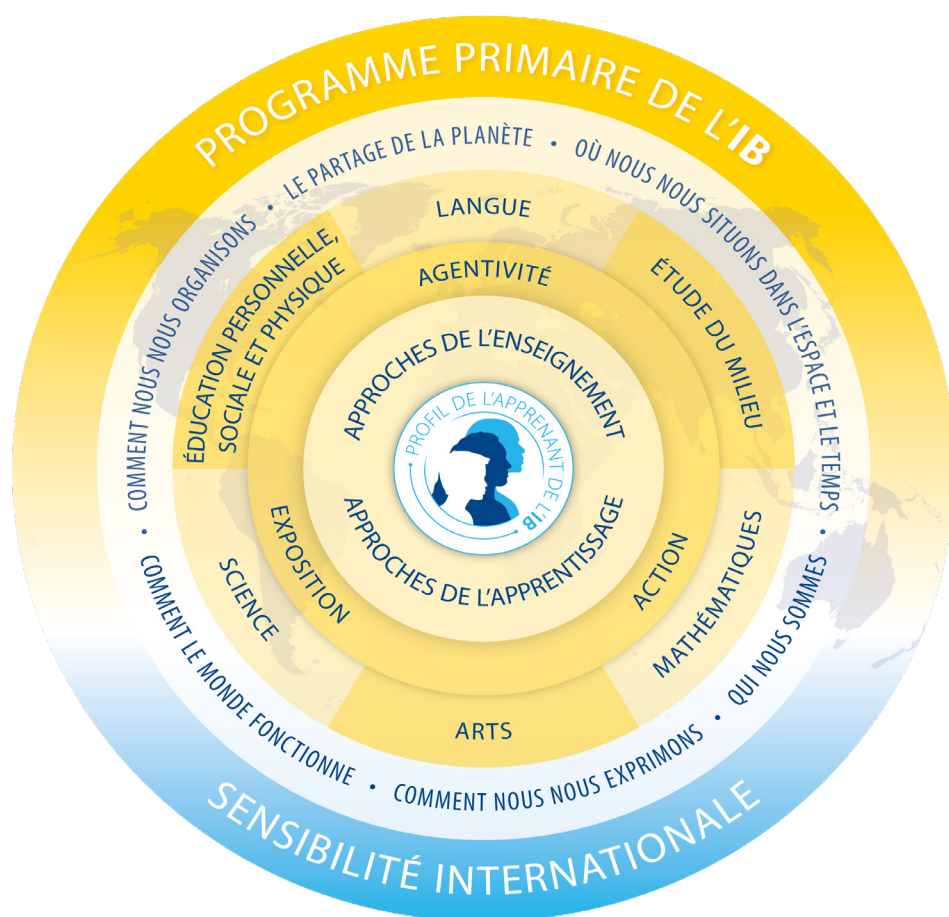 PROGRAMME PRIMAIRE DE L'IB
LE PARTAGE DE LA PLANÈTE • OÙ NOUS NOUS SITUONS DANS L'ESPACE ET LE TEMPS • QUI NOUS SOMMES • COMMENT NOUS NOUS EXPRIMONS • COMMENT LE MONDE FONCTIONNE • COMMENT NOUS NOUS ORGANISONS •
LANGUE
ÉTUDE DU MILIEU
MATHÉMATIQUES
ARTS
SCIENCE
ÉDUCATION PERSONNELLE,
SOCIALE ET PHYSIQUE
AGENTIVITÉ
ACTION
EXPOSITION
APPROCHES DE L'ENSEIGNEMENT
PROFIL DE L'APPRENANT DE L'IB
APPROCHES DE L'APPRENTISSAGE
SENSIBILITÉ INTERNATIONALE